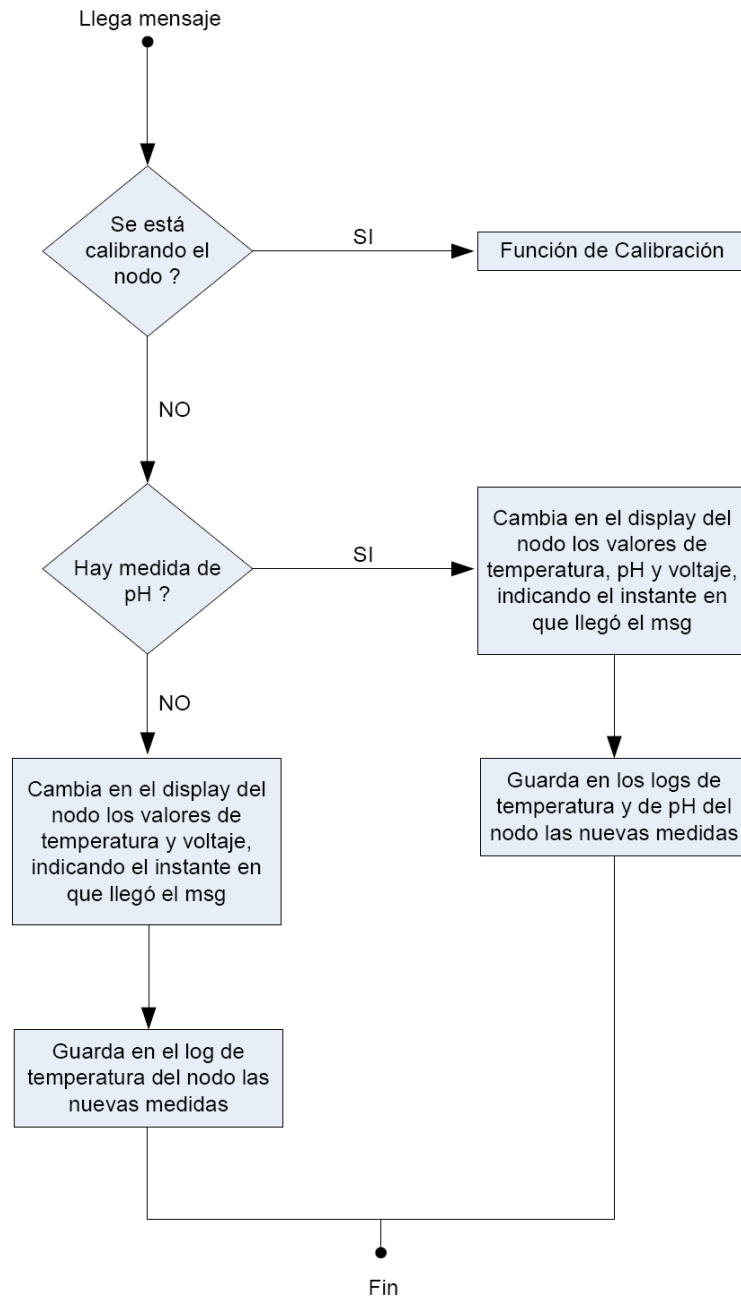 Llega mensaje
Se está
calibrando el
nodo ?
SI
Función de Calibración
NO
Hay medida de
pH ?
SI
Cambia en el display del
nodo los valores de
temperatura, pH y voltaje,
indicando el instante en
que llegó el msg
NO
Cambia en el display del
nodo los valores de
temperatura y voltaje,
indicando el instante en
que llegó el msg
Guarda en los logs de
temperatura y de pH del
nodo las nuevas medidas
Guarda en el log de
temperatura del nodo las
nuevas medidas
Fin